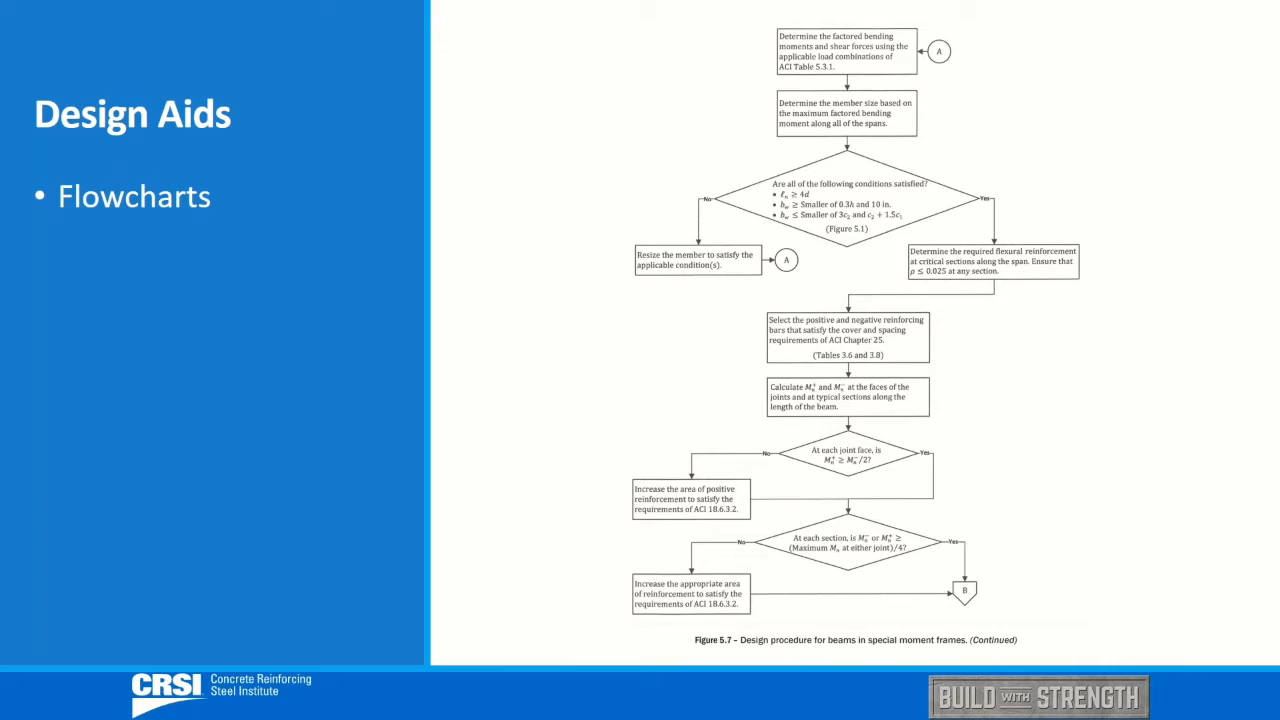 Design Aids
• Flowcharts
Determine the factored bending
moments and shear forces using the
applicable load combinations of
ACI Table 5.3.1.
A
Determine the member size based on
the maximum factored bending
moment along all of the spans.
Are all of the following conditions satisfied?
• ℓₙ ≥ 4d
• b_w ≥ Smaller of 0.3h and 10 in.
• b_w ≤ Smaller of 3c₂ and c₂ + 1.5c₁
(Figure 5.1)
No
Yes
Resize the member to satisfy the
applicable condition(s).
A
Determine the required flexural reinforcement
at critical sections along the span. Ensure that
ρ ≤ 0.025 at any section.
Select the positive and negative reinforcing
bars that satisfy the cover and spacing
requirements of ACI Chapter 25.
(Tables 3.6 and 3.8)
Calculate Mₙ⁺ and Mₙ⁻ at the faces of the
joints and at typical sections along the
length of the beam.
At each joint face, is
Mₙ⁺ ≥ Mₙ⁻/2?
No
Yes
Increase the area of positive
reinforcement to satisfy the
requirements of ACI 18.6.3.2.
At each section, is Mₙ⁻ or Mₙ⁺ ≥
(Maximum Mₙ at either joint)/4?
No
Yes
Increase the appropriate area
of reinforcement to satisfy the
requirements of ACI 18.6.3.2.
B
Figure 5.7 – Design procedure for beams in special moment frames. (Continued)
CRSI
Concrete Reinforcing
Steel Institute
BUILD WITH STRENGTH